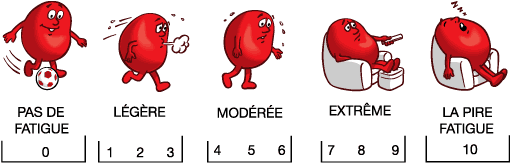 z z z z
PAS DE FATIGUE
LÉGÈRE
MODÉRÉE
EXTRÊME
LA PIRE FATIGUE
0
1 2 3
4 5 6
7 8 9
10